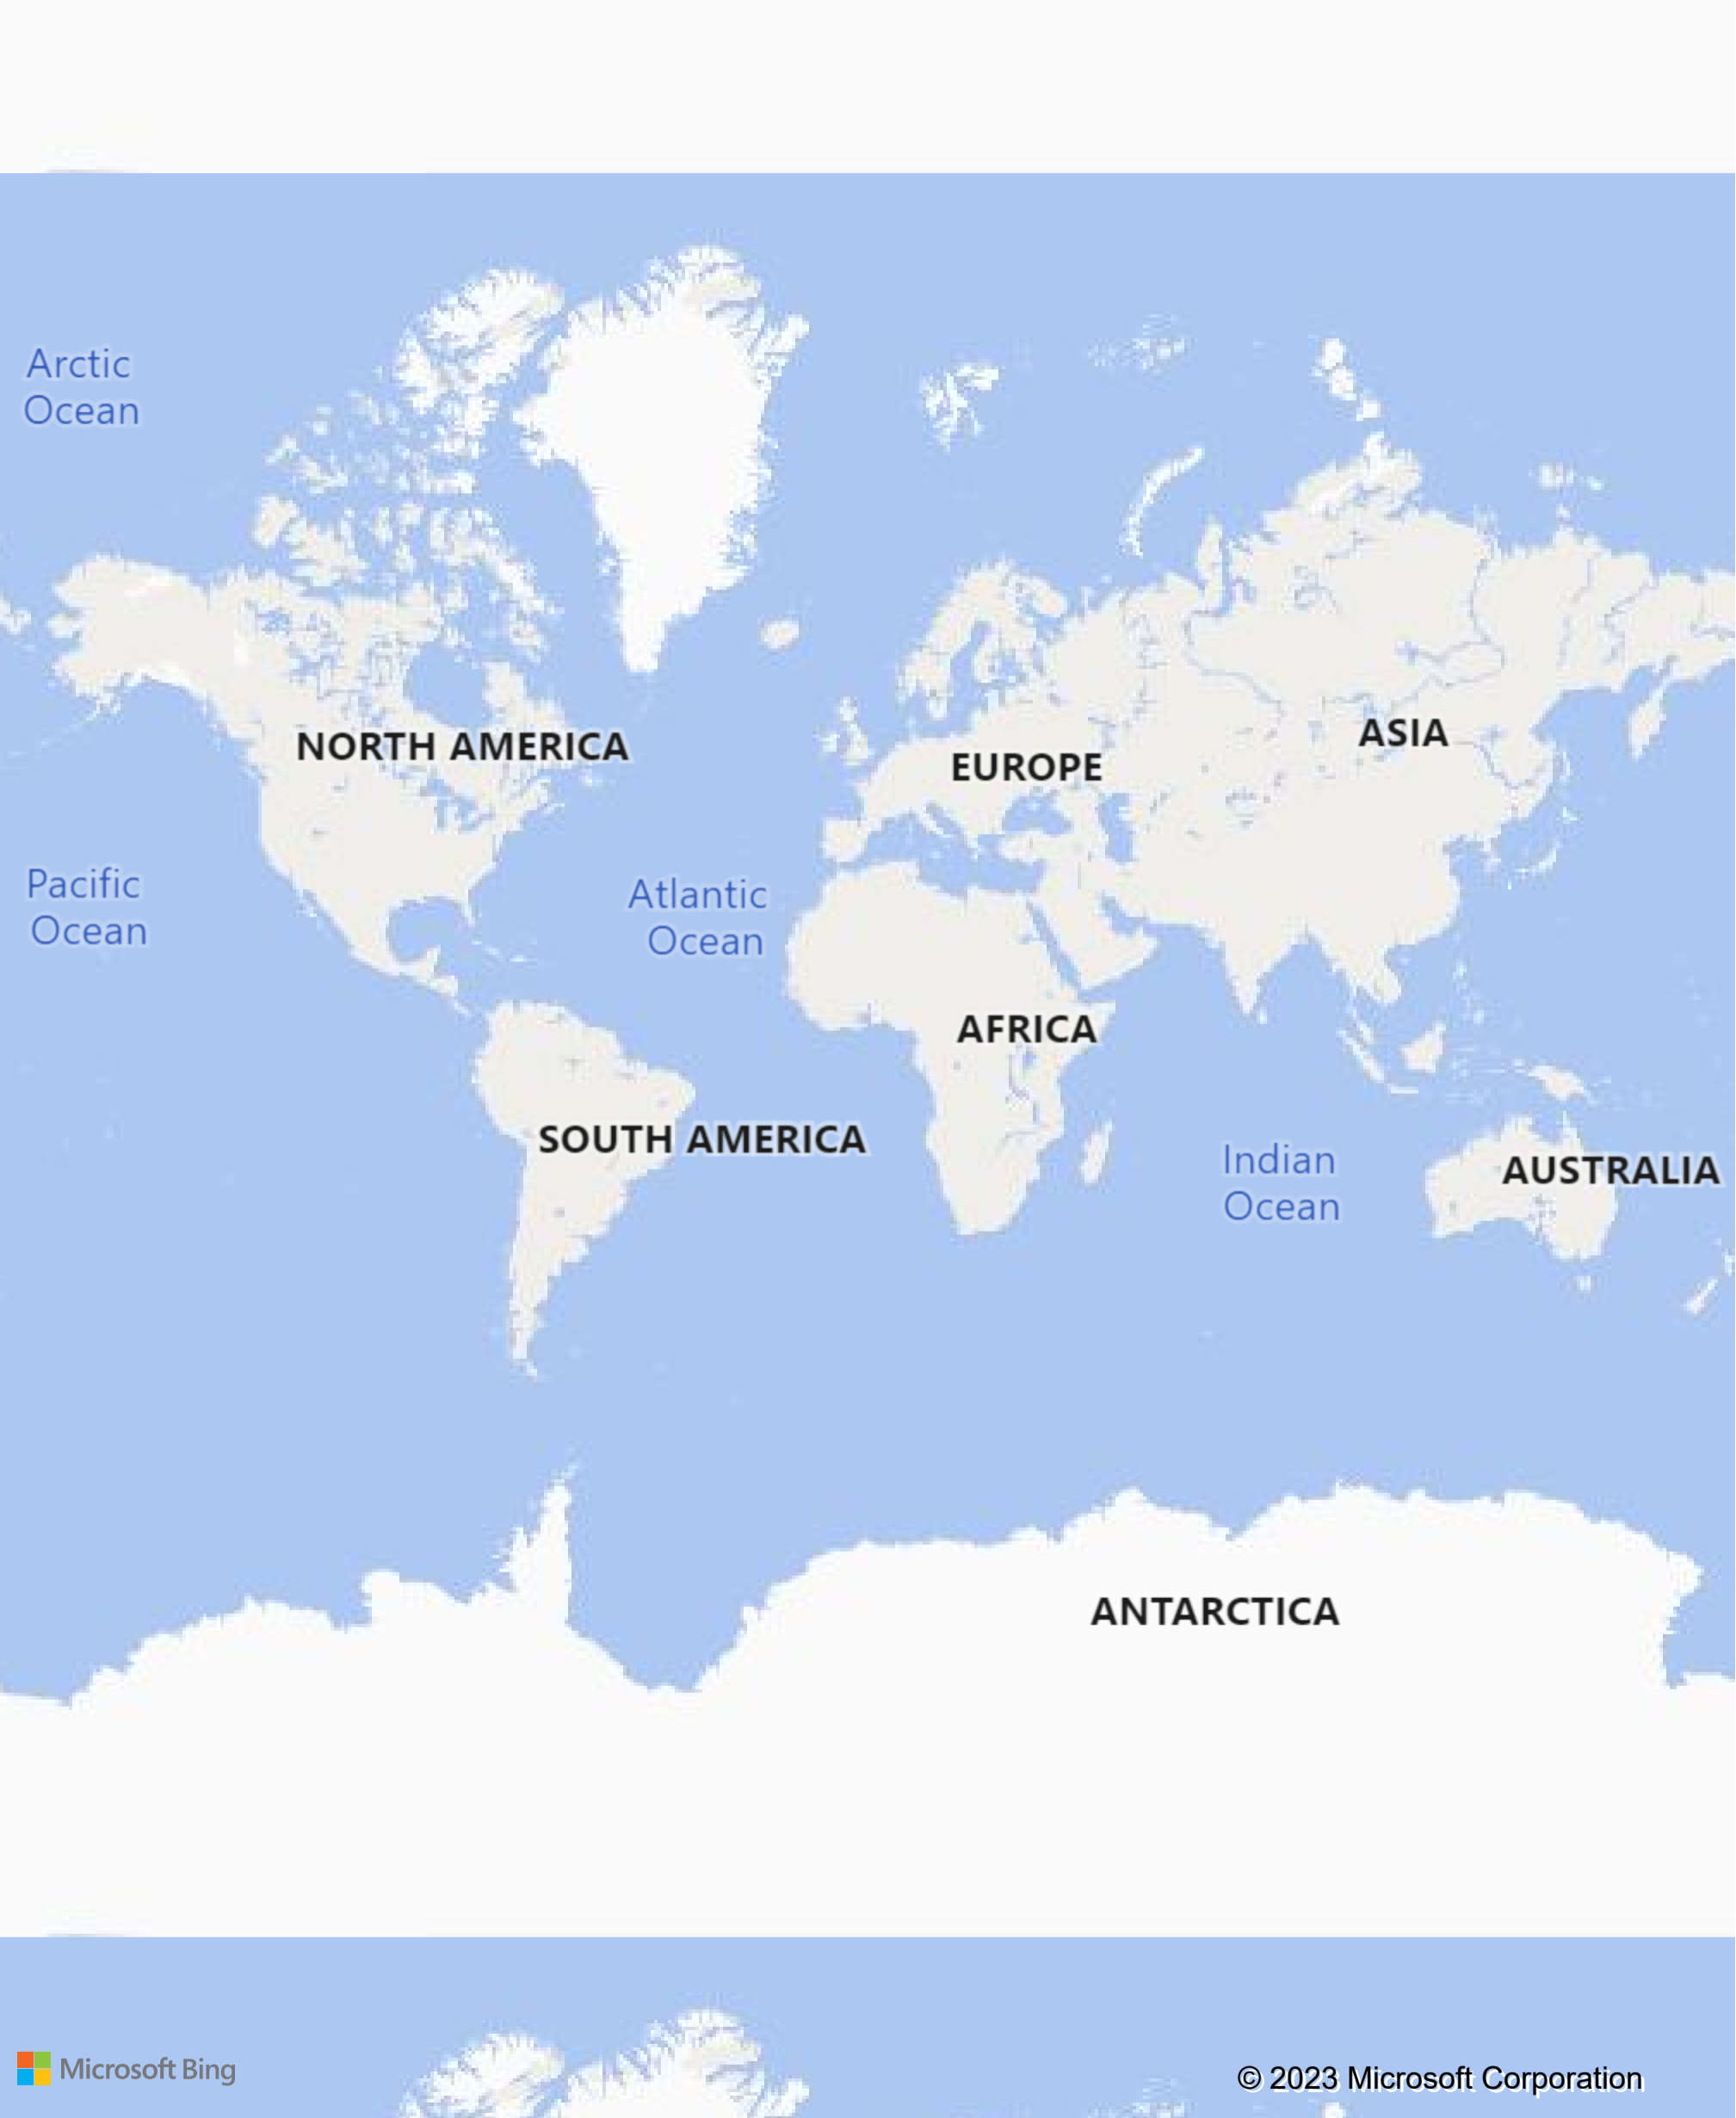 Arctic
Ocean
NORTH AMERICA
EUROPE
ASIA
Pacific
Ocean
Atlantic
Ocean
AFRICA
SOUTH AMERICA
Indian
Ocean
AUSTRALIA
ANTARCTICA
Microsoft Bing
© 2023 Microsoft Corporation